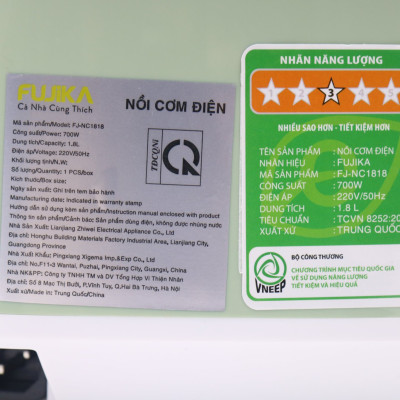 FUJIKA
Cả Nhà Cùng Thích
NỒI CƠM ĐIỆN
Mã sản phẩm/Model: FJ-NC1818
Công suất/Power: 700W
Dung tích/Capacity: 1,8L
Điện áp/Voltage: 220V/50Hz
Khối lượng tịnh/N.W:
Số lượng/Quantity: 1 PCS/box
Kích thước/Box size:
TDCQN1
Ngày sản xuất: Ghi trên tem bảo hành
Manufacturing date: Indicated in warranty stamp
Hướng dẫn sử dụng kèm sản phẩm/Instruction manual enclosed with product
Thông số sản phẩm/Cảnh báo: Sản phẩm dùng điện, không được nhúng nước
Nhà Sản Xuất: Lianjiang Zhiwei Electrical Appliance Co., Ltd
Địa chỉ: Honghu Building Materials Factory Industrial Area, Lianjiang City,
Guangdong Province
Nhà Xuất Khẩu: Pingxiang Xigema Imp.&Exp Co., Ltd
Địa chỉ: No.F11-3 Wantai, Puzhai, Pingxiang City, Guangxi, China
Nhà NK&PP: Công ty TNHH TM và DV Tổng Hợp Vì Thiện Nhân
Địa chỉ: Số 8 Mạc Thị Bưởi, P.Vĩnh Tuy, Q.Hai Bà Trưng, Hà Nội
Xuất xứ/Made in: Trung Quốc/China
NHÃN NĂNG LƯỢNG
1 2 3 4 5
NHIỀU SAO HƠN - TIẾT KIỆM HƠN
TÊN SẢN PHẨM : NỒI CƠM ĐIỆN
NHÃN HIỆU : FUJIKA
MÃ SẢN PHẨM : FJ-NC1818
CÔNG SUẤT : 700W
ĐIỆN ÁP : 220V/50Hz
DUNG TÍCH : 1.8 L
TIÊU CHUẨN : TCVN 8252:20
XUẤT XỨ : TRUNG QUỐC
BỘ CÔNG THƯƠNG
CHƯƠNG TRÌNH MỤC TIÊU QUỐC GIA
VỀ SỬ DỤNG NĂNG LƯỢNG
TIẾT KIỆM VÀ HIỆU QUẢ
VNEEP